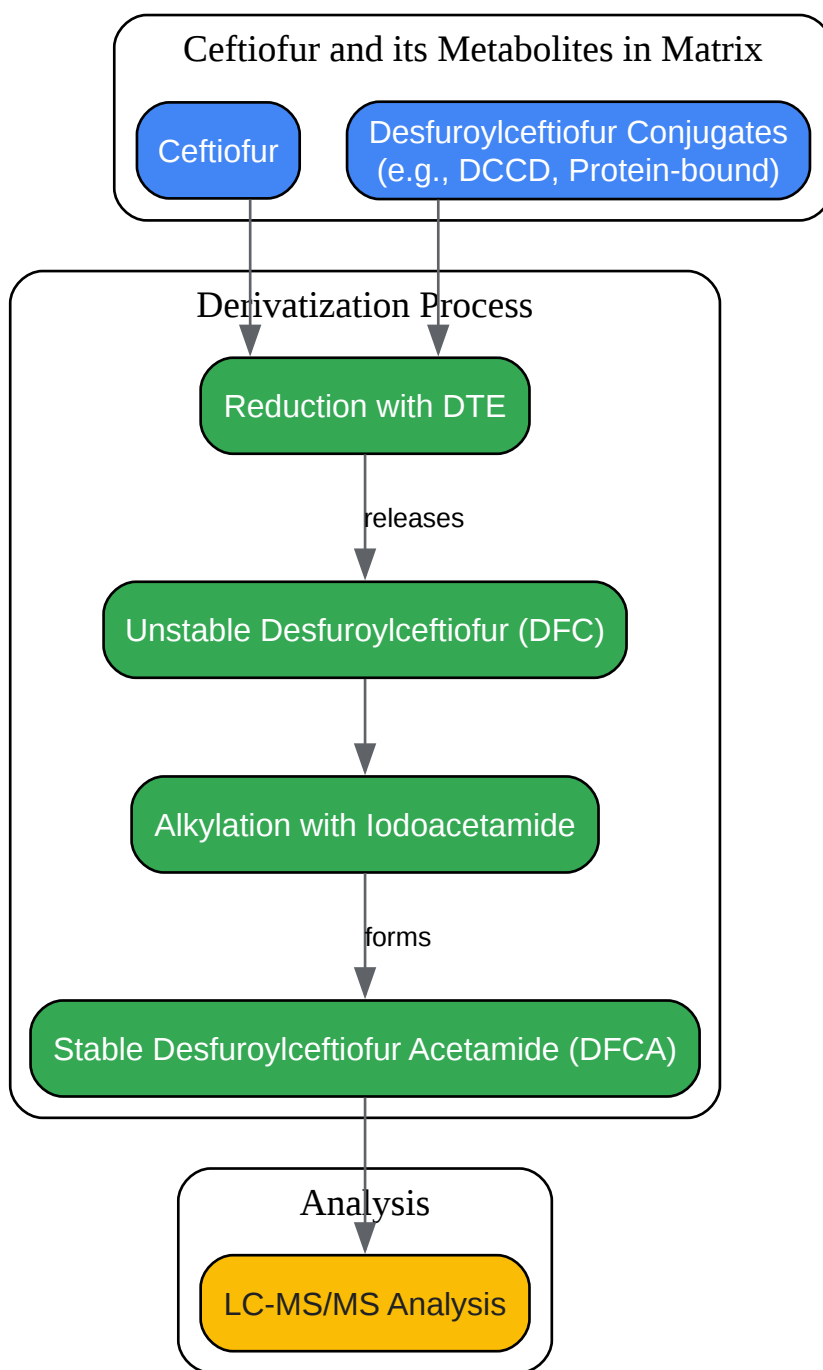 Ceftiofur and its Metabolites in Matrix
Ceftiofur
Desfuroylceftiofur Conjugates
(e.g., DCCD, Protein-bound)
Derivatization Process
Reduction with DTE
releases
Unstable Desfuroylceftiofur (DFC)
Alkylation with Iodoacetamide
forms
Stable Desfuroylceftiofur Acetamide (DFCA)
Analysis
LC-MS/MS Analysis